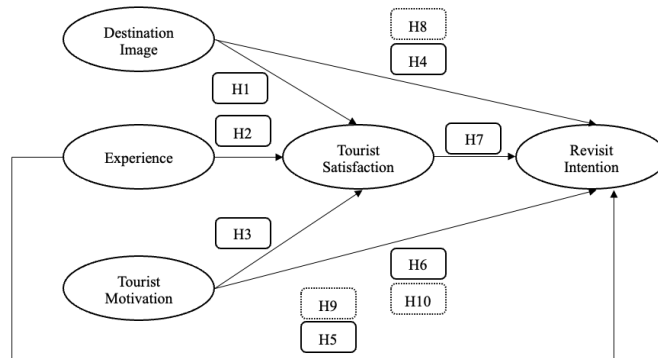 Destination
Image
H8
H4
H1
H2
Experience
Tourist
Satisfaction
H7
Revisit
Intention
H3
Tourist
Motivation
H6
H10
H9
H5